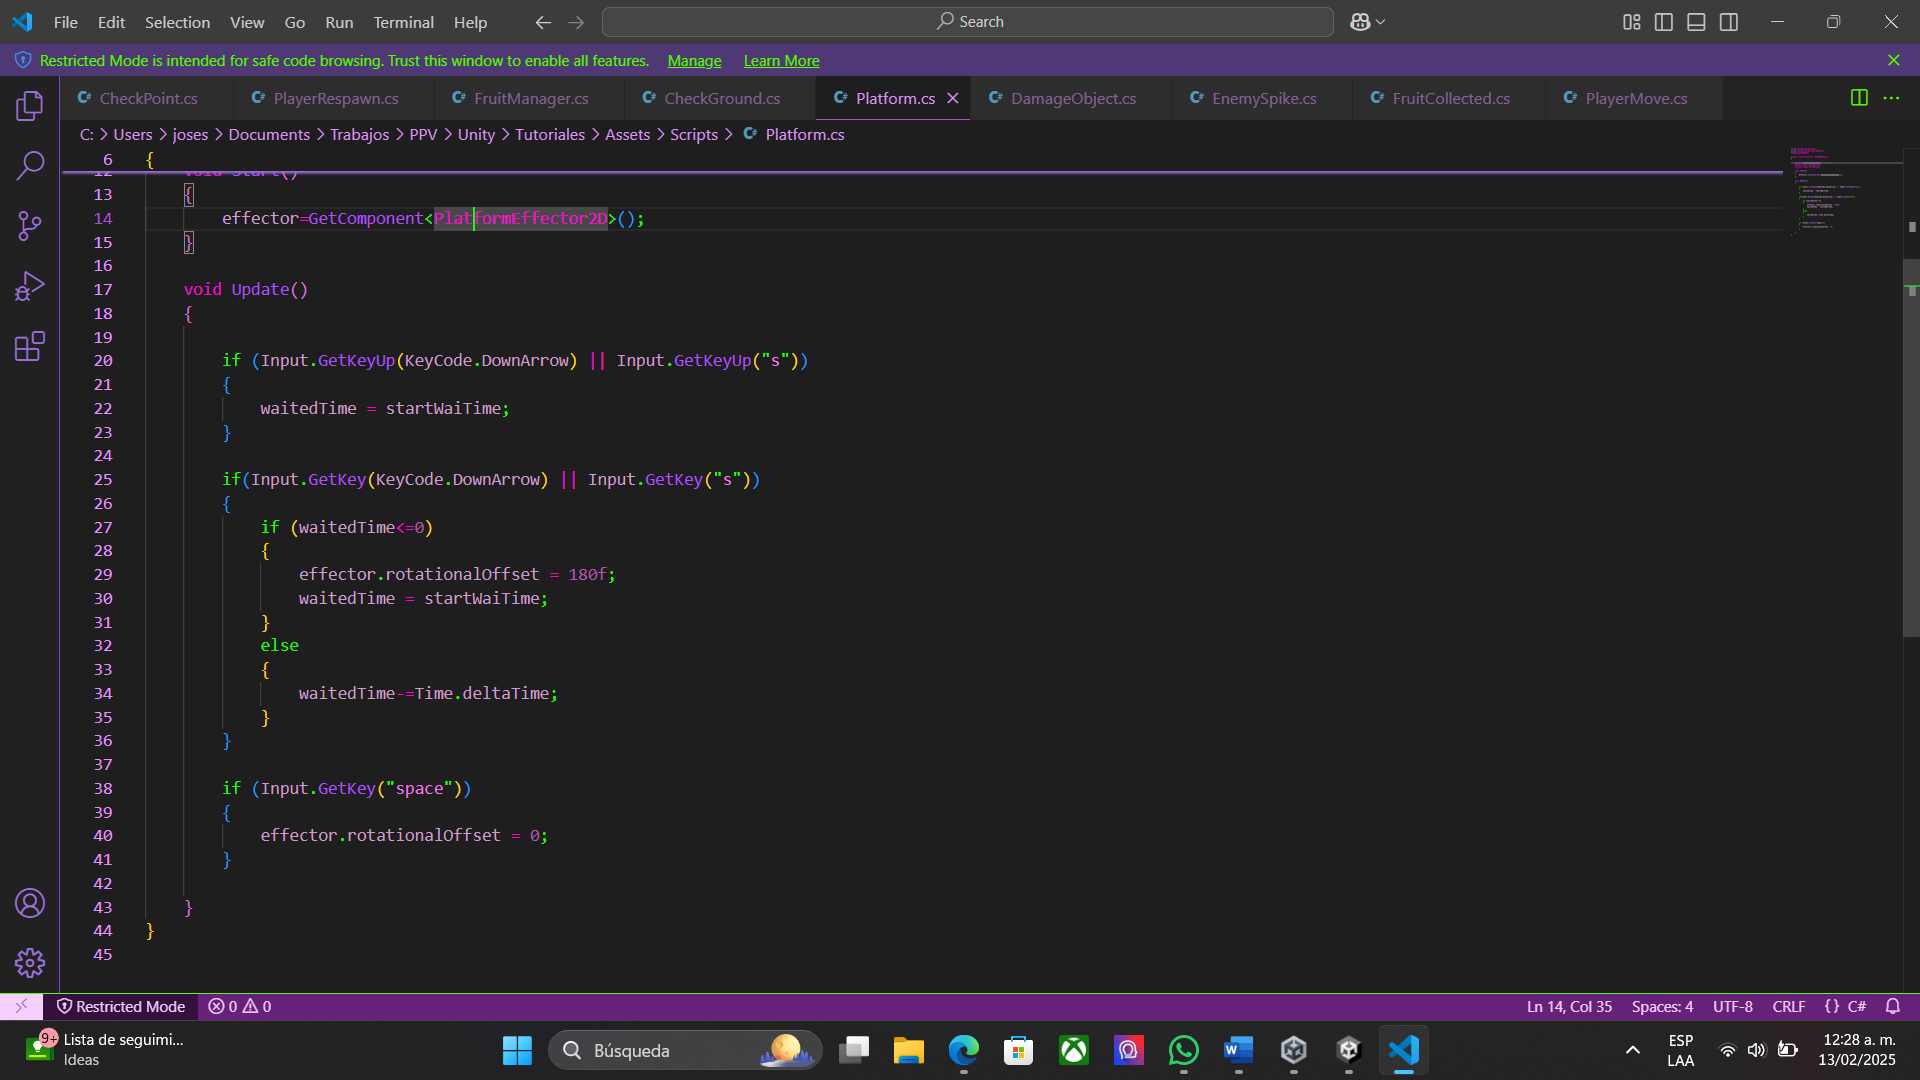 File Edit Selection View Go Run Terminal Help
Search
Restricted Mode is intended for safe code browsing. Trust this window to enable all features. Manage Learn More
CheckPoint.cs PlayerRespawn.cs FruitManager.cs CheckGround.cs Platform.cs DamageObject.cs EnemySpike.cs FruitCollected.cs PlayerMove.cs
C: > Users > joses > Documents > Trabajos > PPV > Unity > Tutoriales > Assets > Scripts > Platform.cs
6 {
12 void Start()
13 {
14 effector=GetComponent<PlatformEffector2D>();
15 }
16
17 void Update()
18 {
19
20 if (Input.GetKeyUp(KeyCode.DownArrow) || Input.GetKeyUp("s"))
21 {
22 waitedTime = startWaiTime;
23 }
24
25 if(Input.GetKey(KeyCode.DownArrow) || Input.GetKey("s"))
26 {
27 if (waitedTime<=0)
28 {
29 effector.rotationalOffset = 180f;
30 waitedTime = startWaiTime;
31 }
32 else
33 {
34 waitedTime-=Time.deltaTime;
35 }
36 }
37
38 if (Input.GetKey("space"))
39 {
40 effector.rotationalOffset = 0;
41 }
42
43 }
44 }
45
Restricted Mode 0 0 Ln 14, Col 35 Spaces: 4 UTF-8 CRLF {} C#
9+ Lista de seguimi...
Ideas
Búsqueda
ESP
LAA
12:28 a. m.
13/02/2025